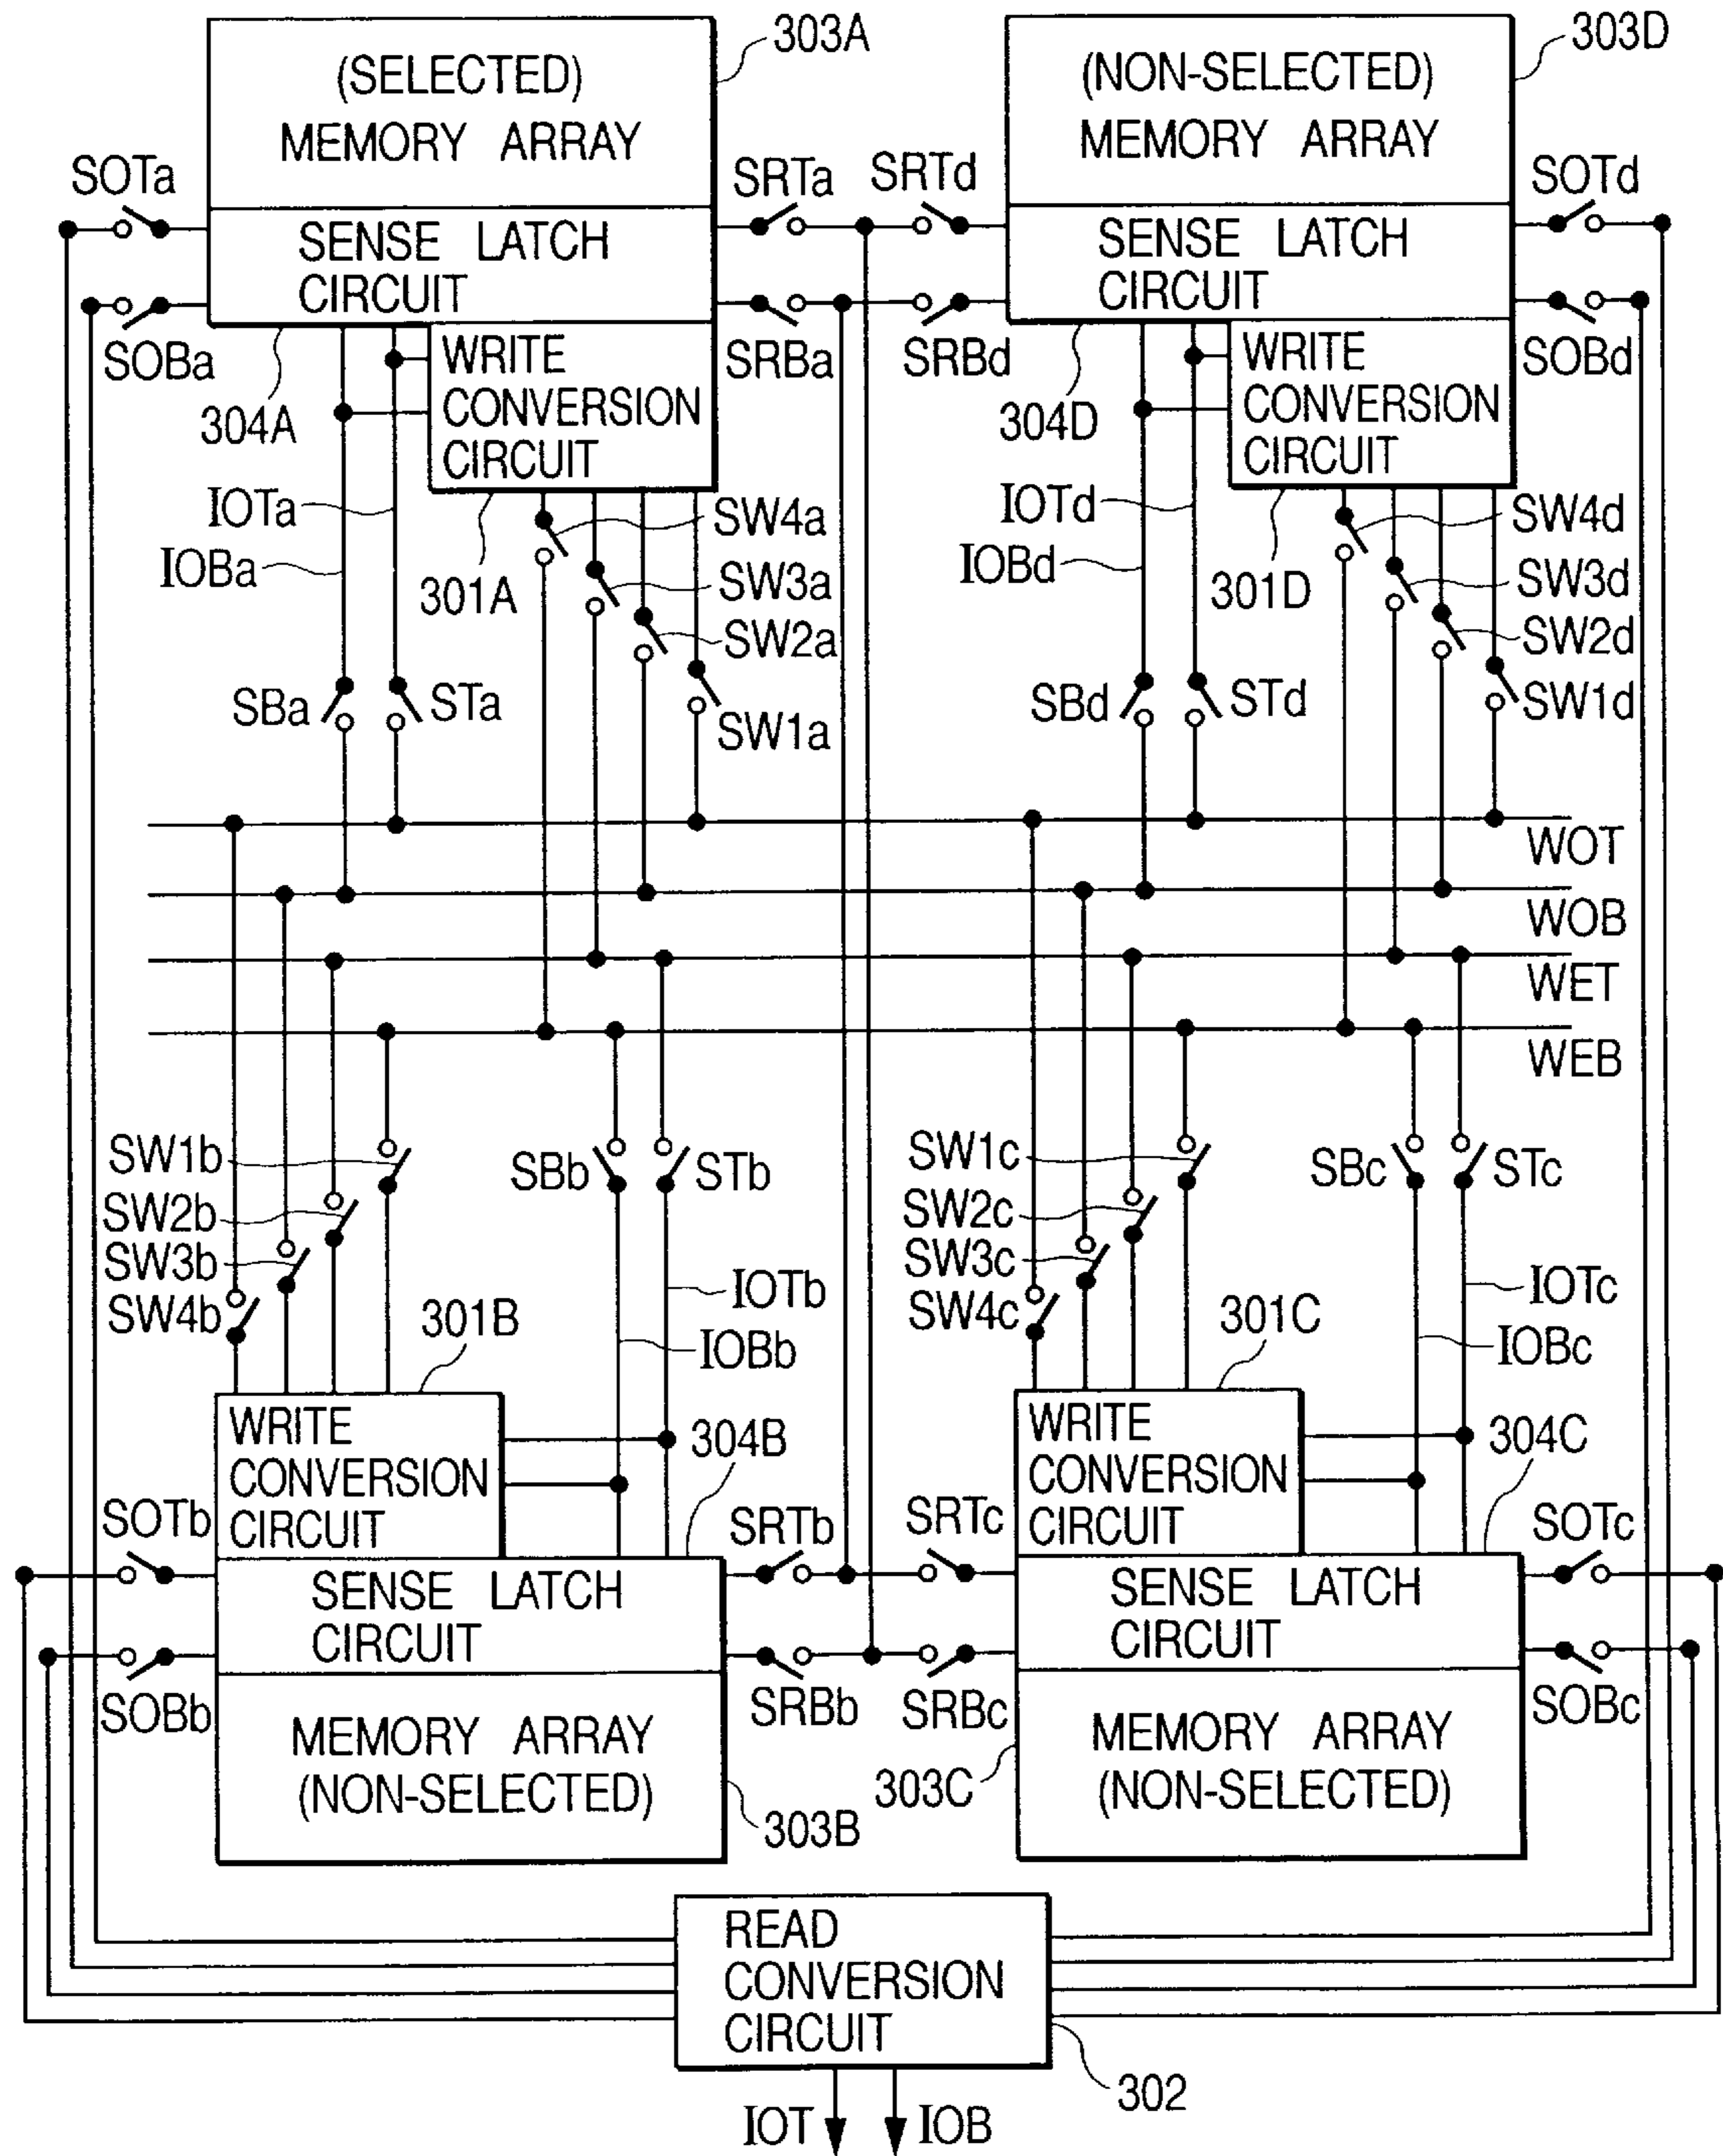 303A
303D
(SELECTED)
MEMORY ARRAY
(NON-SELECTED)
MEMORY ARRAY
SOTa
SRTa
SRTd
SOTd
SENSE LATCH
CIRCUIT
SENSE LATCH
CIRCUIT
SOBa
SRBa
SRBd
SOBd
WRITE
CONVERSION
CIRCUIT
WRITE
CONVERSION
CIRCUIT
304A
304D
IOTa
IOBa
301A
SW4a
SW3a
SW2a
SW1a
IOTd
IOBd
301D
SW4d
SW3d
SW2d
SW1d
SBa
STa
SBd
STd
WOT
WOB
WET
WEB
SW1b
SW2b
SW3b
SW4b
SBb
STb
SW1c
SW2c
SW3c
SW4c
SBc
STc
IOTb
IOBb
IOTc
IOBc
301B
301C
WRITE
CONVERSION
CIRCUIT
304B
WRITE
CONVERSION
CIRCUIT
304C
SOTb
SRTb
SRTc
SOTc
SENSE LATCH
CIRCUIT
SENSE LATCH
CIRCUIT
SOBb
SRBb
SRBc
SOBc
MEMORY ARRAY
(NON-SELECTED)
MEMORY ARRAY
(NON-SELECTED)
303B
303C
READ
CONVERSION
CIRCUIT
302
IOT
IOB